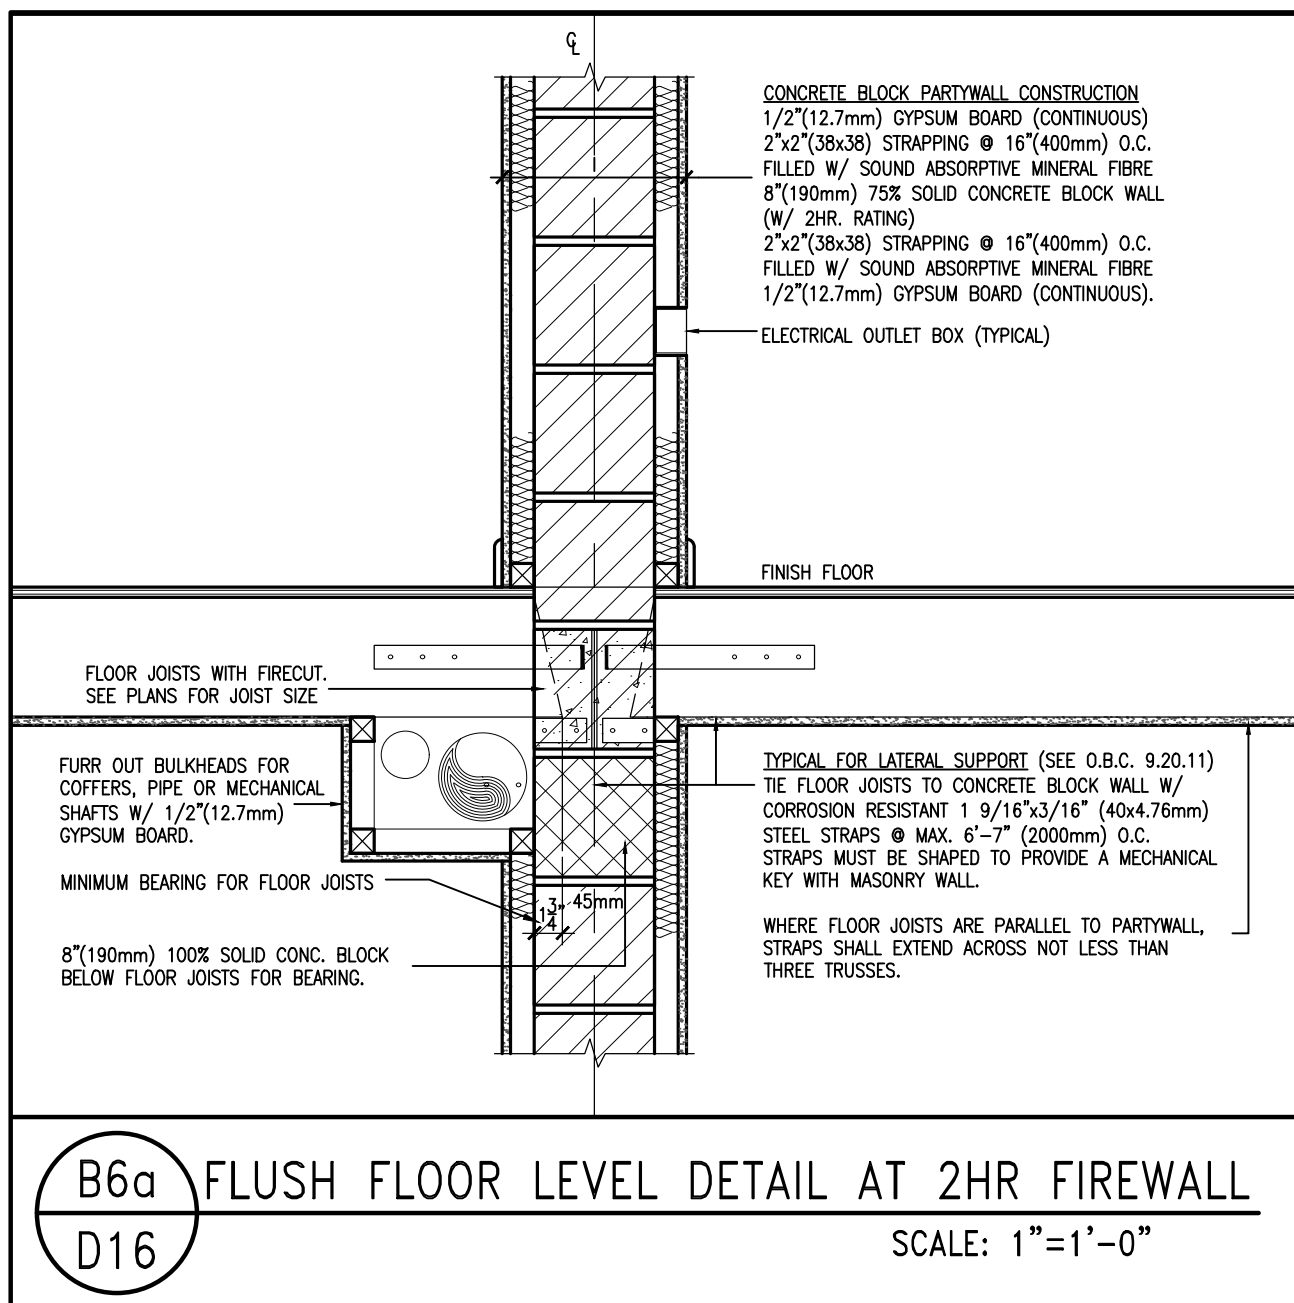 ℄
CONCRETE BLOCK PARTYWALL CONSTRUCTION
1/2"(12.7mm) GYPSUM BOARD (CONTINUOUS)
2"x2"(38x38) STRAPPING @ 16"(400mm) O.C.
FILLED W/ SOUND ABSORPTIVE MINERAL FIBRE
8"(190mm) 75% SOLID CONCRETE BLOCK WALL
(W/ 2HR. RATING)
2"x2"(38x38) STRAPPING @ 16"(400mm) O.C.
FILLED W/ SOUND ABSORPTIVE MINERAL FIBRE
1/2"(12.7mm) GYPSUM BOARD (CONTINUOUS).
ELECTRICAL OUTLET BOX (TYPICAL)
FINISH FLOOR
FLOOR JOISTS WITH FIRECUT.
SEE PLANS FOR JOIST SIZE
FURR OUT BULKHEADS FOR
COFFERS, PIPE OR MECHANICAL
SHAFTS W/ 1/2"(12.7mm)
GYPSUM BOARD.
MINIMUM BEARING FOR FLOOR JOISTS
1 3/4" 45mm
8"(190mm) 100% SOLID CONC. BLOCK
BELOW FLOOR JOISTS FOR BEARING.
TYPICAL FOR LATERAL SUPPORT (SEE O.B.C. 9.20.11)
TIE FLOOR JOISTS TO CONCRETE BLOCK WALL W/
CORROSION RESISTANT 1 9/16"x3/16" (40x4.76mm)
STEEL STRAPS @ MAX. 6'-7" (2000mm) O.C.
STRAPS MUST BE SHAPED TO PROVIDE A MECHANICAL
KEY WITH MASONRY WALL.
WHERE FLOOR JOISTS ARE PARALLEL TO PARTYWALL,
STRAPS SHALL EXTEND ACROSS NOT LESS THAN
THREE TRUSSES.
B6a
D16
FLUSH FLOOR LEVEL DETAIL AT 2HR FIREWALL
SCALE: 1"=1'-0"